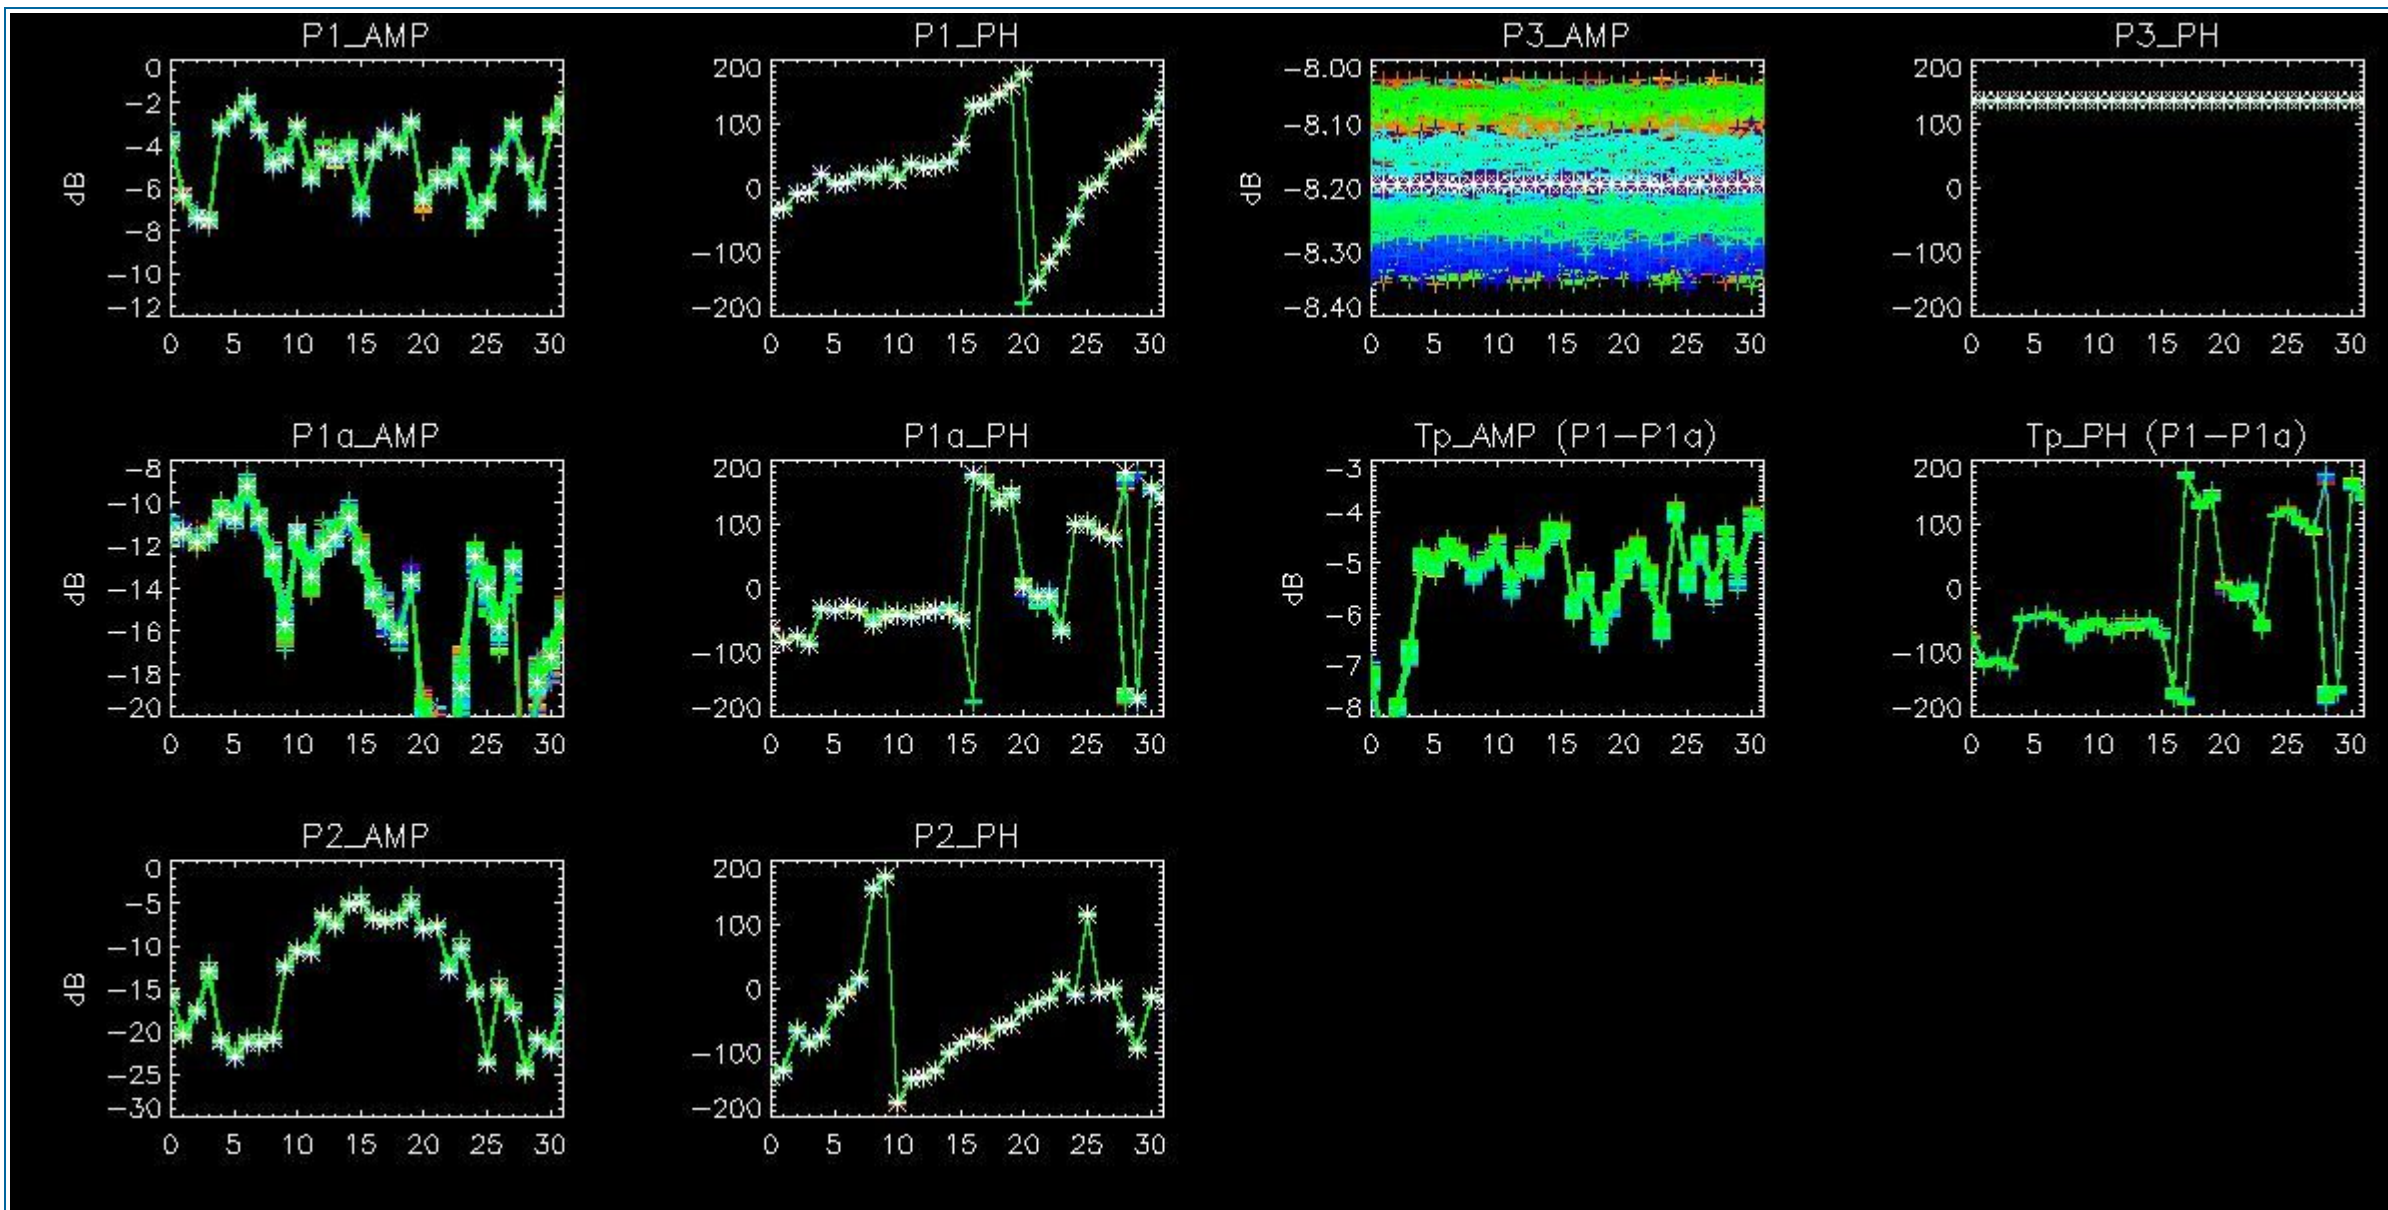 P1_AMP
P1_PH
P3_AMP
P3_PH
0
−2
−4
−6
−8
−10
−12
dB
0 5 10 15 20 25 30
200
100
0
−100
−200
0 5 10 15 20 25 30
−8.00
−8.10
−8.20
−8.30
−8.40
dB
0 5 10 15 20 25 30
200
100
0
−100
−200
0 5 10 15 20 25 30
P1a_AMP
P1a_PH
Tp_AMP (P1−P1a)
Tp_PH (P1−P1a)
−8
−10
−12
−14
−16
−18
−20
dB
0 5 10 15 20 25 30
200
100
0
−100
−200
0 5 10 15 20 25 30
−3
−4
−5
−6
−7
−8
dB
0 5 10 15 20 25 30
200
100
0
−100
−200
0 5 10 15 20 25 30
P2_AMP
P2_PH
0
−5
−10
−15
−20
−25
−30
dB
0 5 10 15 20 25 30
200
100
0
−100
−200
0 5 10 15 20 25 30